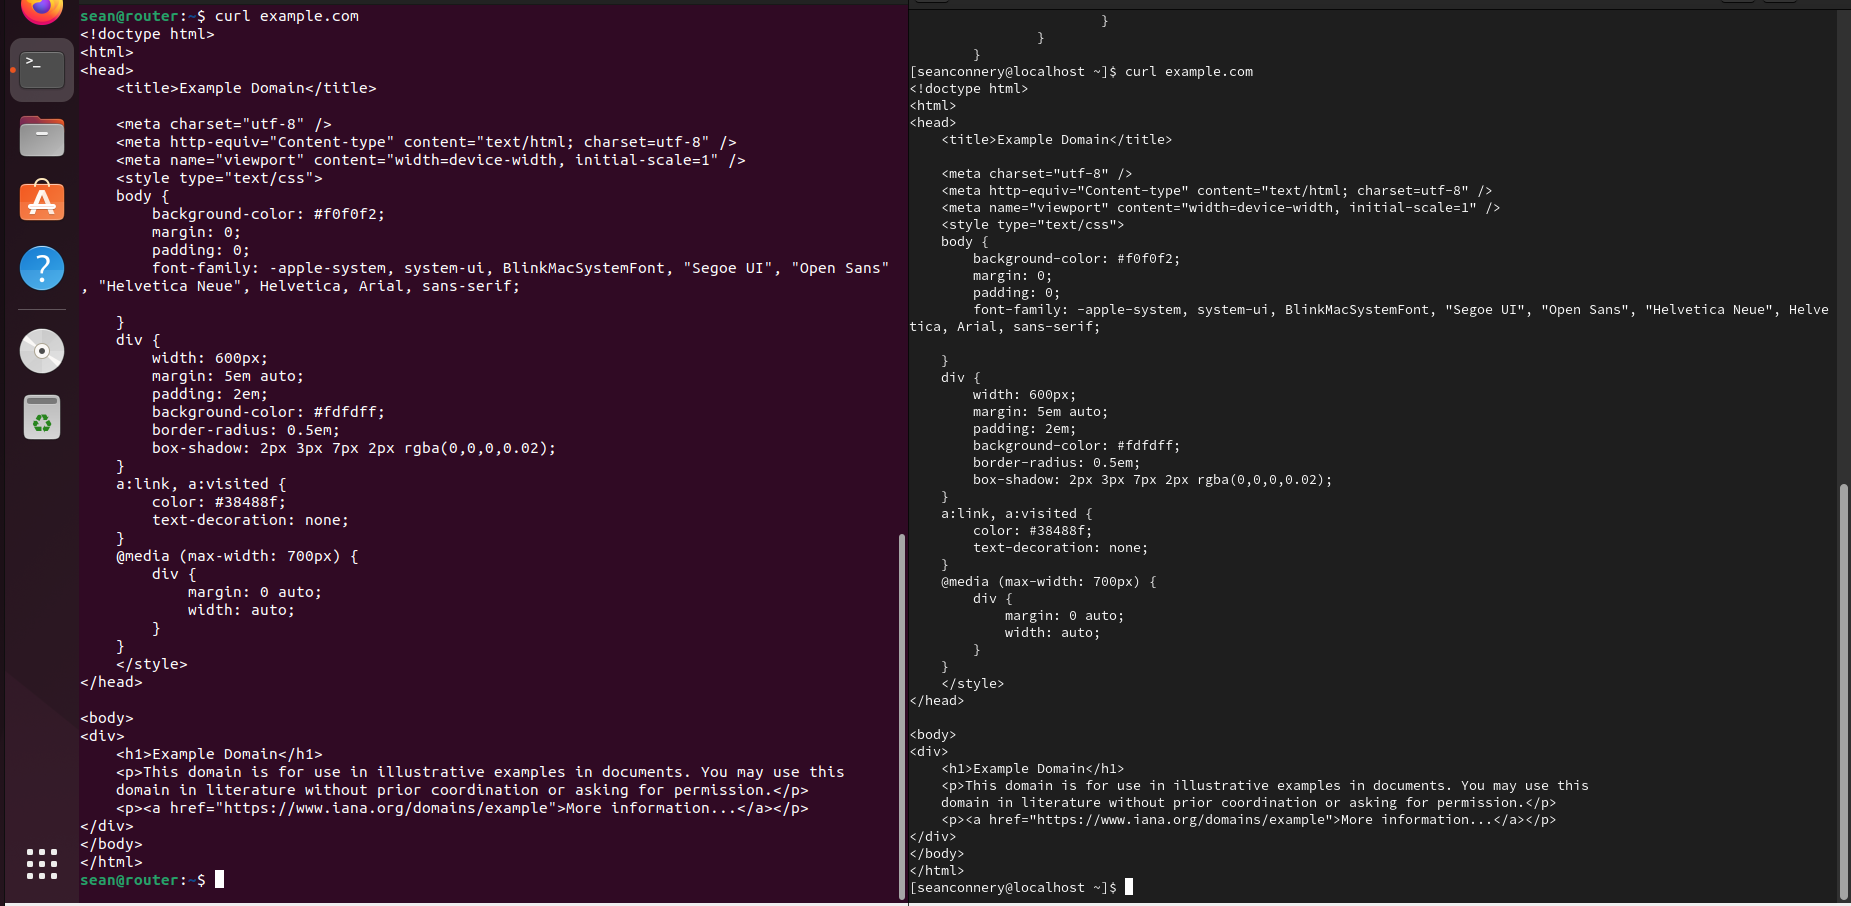 sean@router:~$ curl example.com
<!doctype html>
<html>
<head>
    <title>Example Domain</title>

    <meta charset="utf-8" />
    <meta http-equiv="Content-type" content="text/html; charset=utf-8" />
    <meta name="viewport" content="width=device-width, initial-scale=1" />
    <style type="text/css">
    body {
        background-color: #f0f0f2;
        margin: 0;
        padding: 0;
        font-family: -apple-system, system-ui, BlinkMacSystemFont, "Segoe UI", "Open Sans"
, "Helvetica Neue", Helvetica, Arial, sans-serif;

    }
    div {
        width: 600px;
        margin: 5em auto;
        padding: 2em;
        background-color: #fdfdff;
        border-radius: 0.5em;
        box-shadow: 2px 3px 7px 2px rgba(0,0,0,0.02);
    }
    a:link, a:visited {
        color: #38488f;
        text-decoration: none;
    }
    @media (max-width: 700px) {
        div {
            margin: 0 auto;
            width: auto;
        }
    }
    </style>
</head>

<body>
<div>
    <h1>Example Domain</h1>
    <p>This domain is for use in illustrative examples in documents. You may use this
    domain in literature without prior coordination or asking for permission.</p>
    <p><a href="https://www.iana.org/domains/example">More information...</a></p>
</div>
</body>
</html>
sean@router:~$
                        }
                }
        }
[seanconnery@localhost ~]$ curl example.com
<!doctype html>
<html>
<head>
    <title>Example Domain</title>

    <meta charset="utf-8" />
    <meta http-equiv="Content-type" content="text/html; charset=utf-8" />
    <meta name="viewport" content="width=device-width, initial-scale=1" />
    <style type="text/css">
    body {
        background-color: #f0f0f2;
        margin: 0;
        padding: 0;
        font-family: -apple-system, system-ui, BlinkMacSystemFont, "Segoe UI", "Open Sans", "Helvetica Neue", Helve
tica, Arial, sans-serif;

    }
    div {
        width: 600px;
        margin: 5em auto;
        padding: 2em;
        background-color: #fdfdff;
        border-radius: 0.5em;
        box-shadow: 2px 3px 7px 2px rgba(0,0,0,0.02);
    }
    a:link, a:visited {
        color: #38488f;
        text-decoration: none;
    }
    @media (max-width: 700px) {
        div {
            margin: 0 auto;
            width: auto;
        }
    }
    </style>
</head>

<body>
<div>
    <h1>Example Domain</h1>
    <p>This domain is for use in illustrative examples in documents. You may use this
    domain in literature without prior coordination or asking for permission.</p>
    <p><a href="https://www.iana.org/domains/example">More information...</a></p>
</div>
</body>
</html>
[seanconnery@localhost ~]$